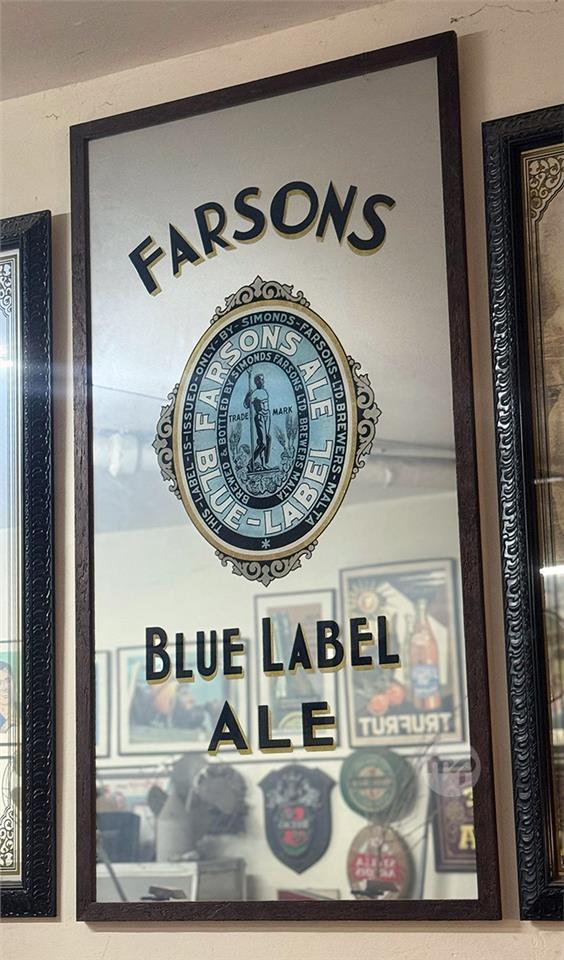 FARSONS
THIS-LABEL-IS-ISSUED-ONLY-BY-SIMONDS-FARSONS-LTD.BREWERS-MALTA
FARSONS ALE
BLUE-LABEL
BREWED & BOTTLED BY SIMONDS FARSONS LTD. BREWERS MALTA
TRADE MARK
BLUE LABEL
ALE
TRUFRUT